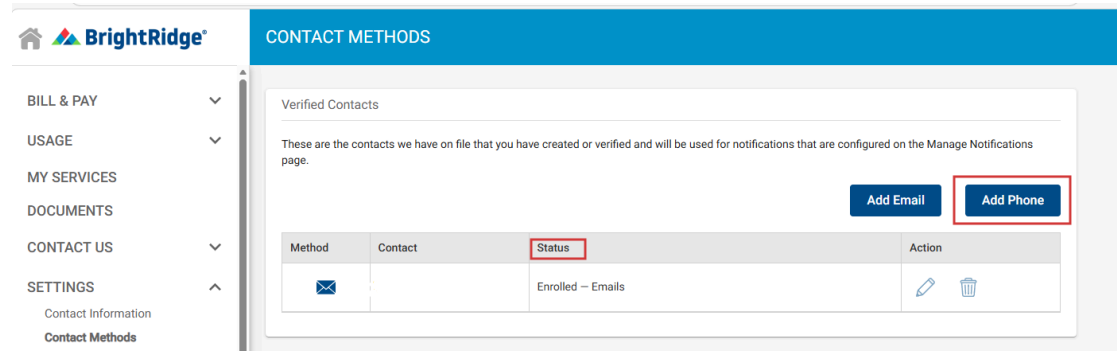 BrightRidge®
CONTACT METHODS
BILL & PAY
USAGE
MY SERVICES
DOCUMENTS
CONTACT US
SETTINGS
Contact Information
Contact Methods
Verified Contacts
These are the contacts we have on file that you have created or verified and will be used for notifications that are configured on the Manage Notifications
page.
Add Email
Add Phone
Method Contact Status Action
Enrolled — Emails